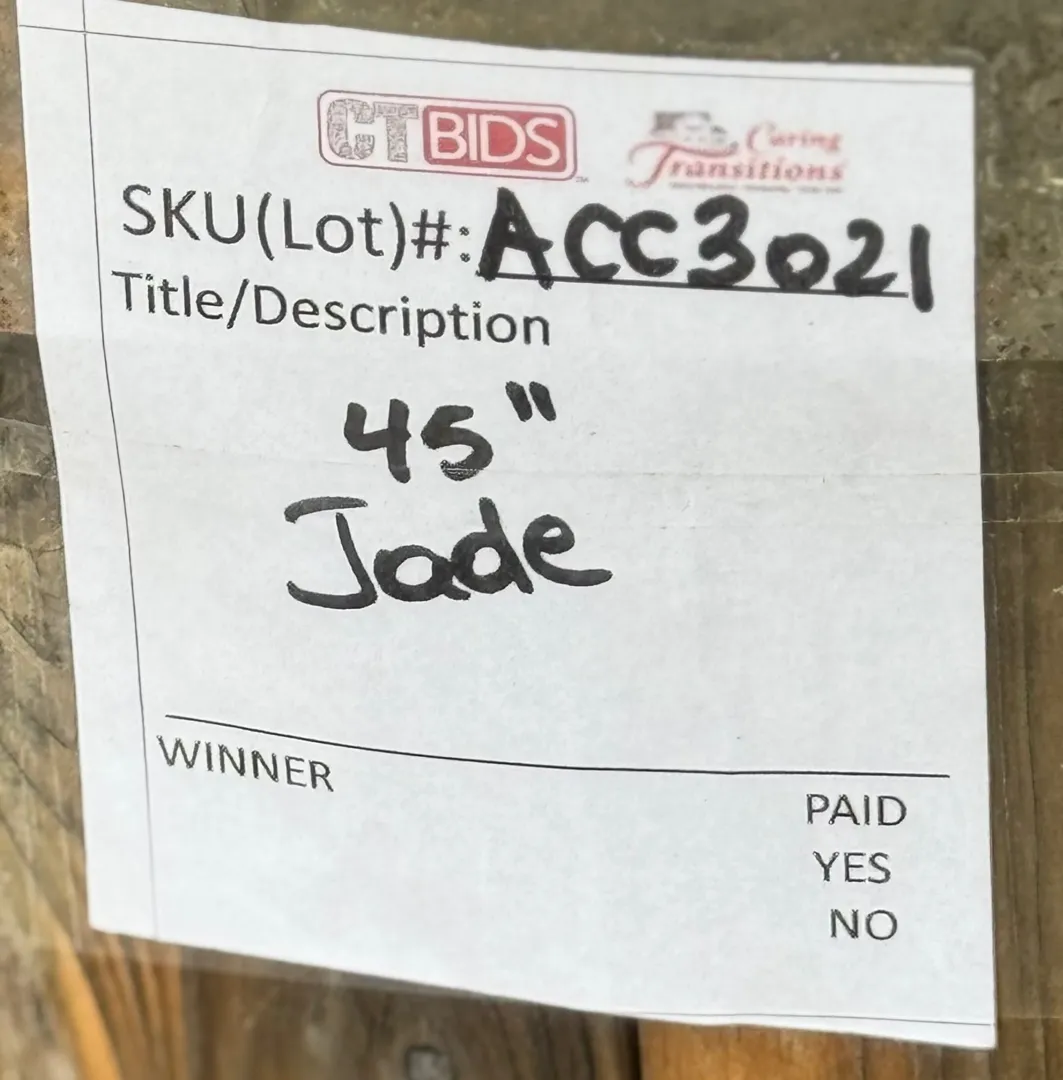 CTBIDS
Caring
Transitions
SKU(Lot)#: ACC3021
Title/Description
45"
Jade
WINNER
PAID
YES
NO